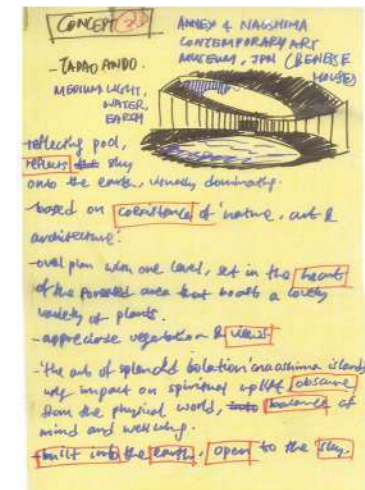 CONCEPT
ANNEX & NAOSHIMA
CONTEMPORARY ART
MUSEUM, JPN (BENESE
HOUSE)
- TADAO ANDO.
MEDIUM LIGHT,
WATER,
EARTH
- reflecting pool,
reflects sky
onto the earth, visually dominating.
- based on coexistence of 'nature, art &
architecture'.
- oval plan with one level, set in the heart
of the forested area that boasts a lovely
variety of plants.
- appreciate vegetation & views
- 'the art of splendid isolation' naoshima island
impact on spiritual uplift obscure
from the physical world, balance of
mind and well being.
- built into the earth, open to the sky.